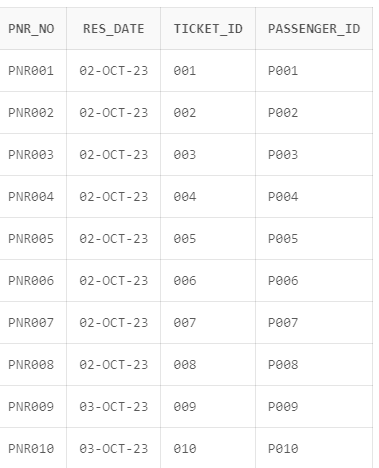 PNR_NO RES_DATE TICKET_ID PASSENGER_ID
PNR001 02-OCT-23 001 P001
PNR002 02-OCT-23 002 P002
PNR003 02-OCT-23 003 P003
PNR004 02-OCT-23 004 P004
PNR005 02-OCT-23 005 P005
PNR006 02-OCT-23 006 P006
PNR007 02-OCT-23 007 P007
PNR008 02-OCT-23 008 P008
PNR009 03-OCT-23 009 P009
PNR010 03-OCT-23 010 P010